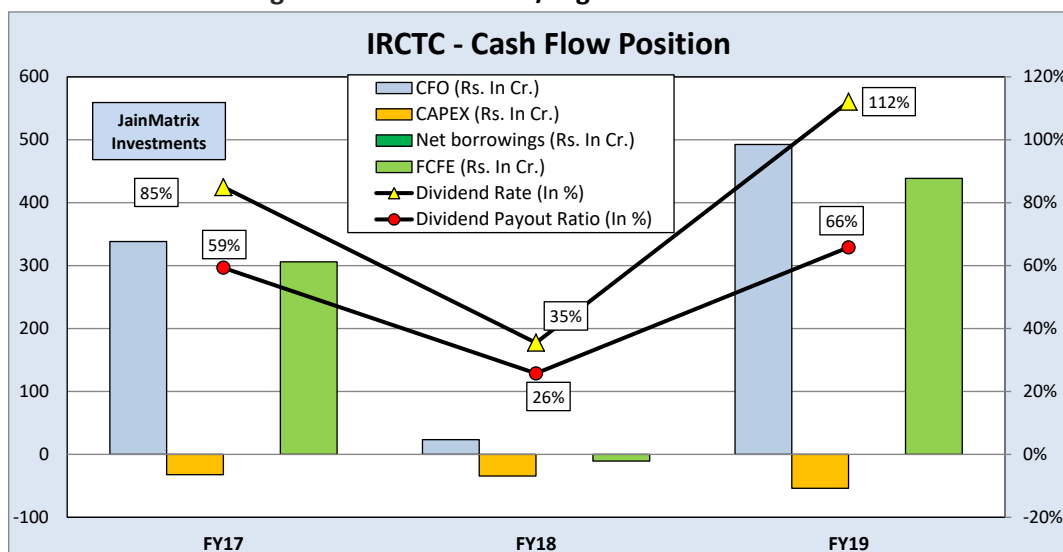 IRCTC - Cash Flow Position
600
500
400
300
200
100
0
-100
120%
100%
80%
60%
40%
20%
0%
-20%
JainMatrix
Investments
CFO (Rs. In Cr.)
CAPEX (Rs. In Cr.)
Net borrowings (Rs. In Cr.)
FCFE (Rs. In Cr.)
Dividend Rate (In %)
Dividend Payout Ratio (In %)
85%
59%
35%
26%
112%
66%
FY17
FY18
FY19